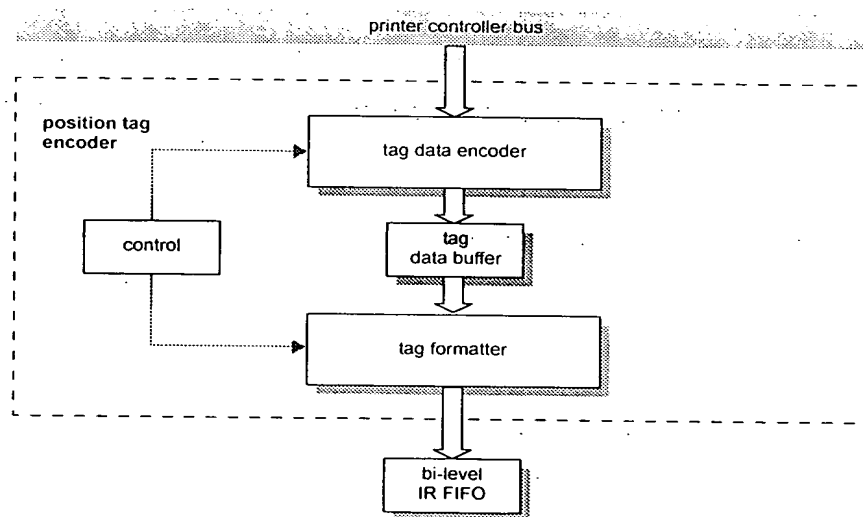 printer controller bus
position tag
encoder
tag data encoder
control
tag
data buffer
tag formatter
bi-level
IR FIFO